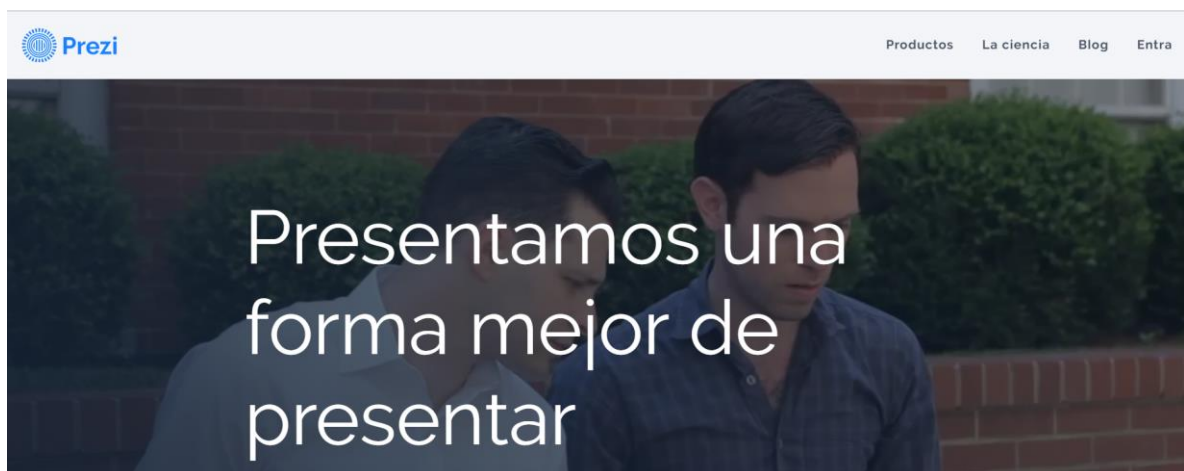 Prezi
Productos La ciencia Blog Entra
Presentamos una
forma mejor de
presentar